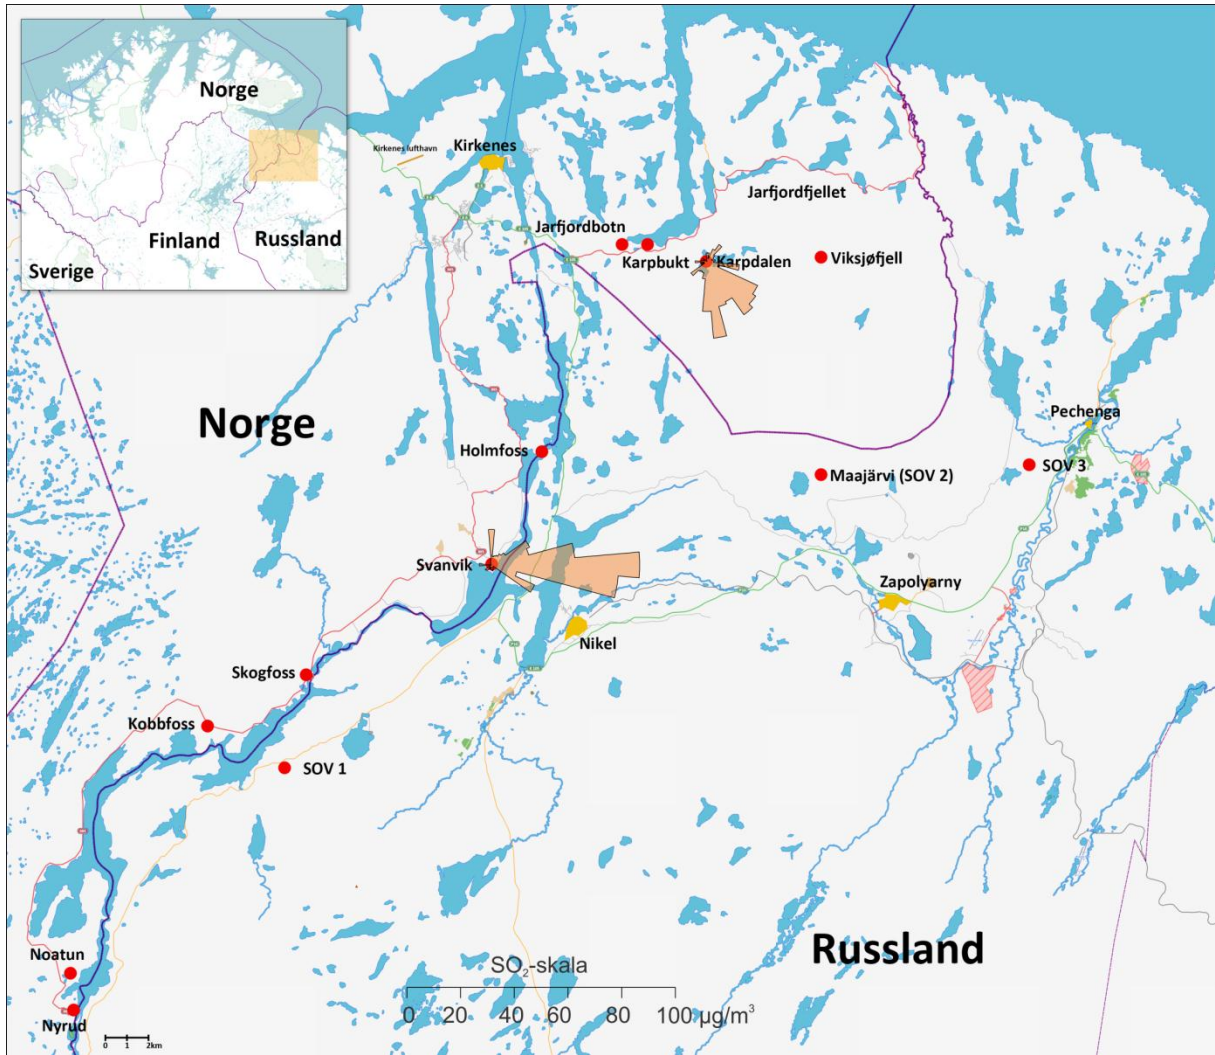 Norge
Finland
Russland
Sverige
Kirkenes lufthavn
Kirkenes
Jarfjordfjellet
Jarfjordbotn
Karpbukt
Karpdalen
Viksjøfjell
Norge
Pechenga
Holmfoss
Maajärvi (SOV 2)
SOV 3
Svanvik
Zapolyarny
Nikel
Skogfoss
Kobbfoss
SOV 1
Russland
Noatun
SO₂-skala
Nyrud
0 20 40 60 80 100 µg/m³
0 1 2km